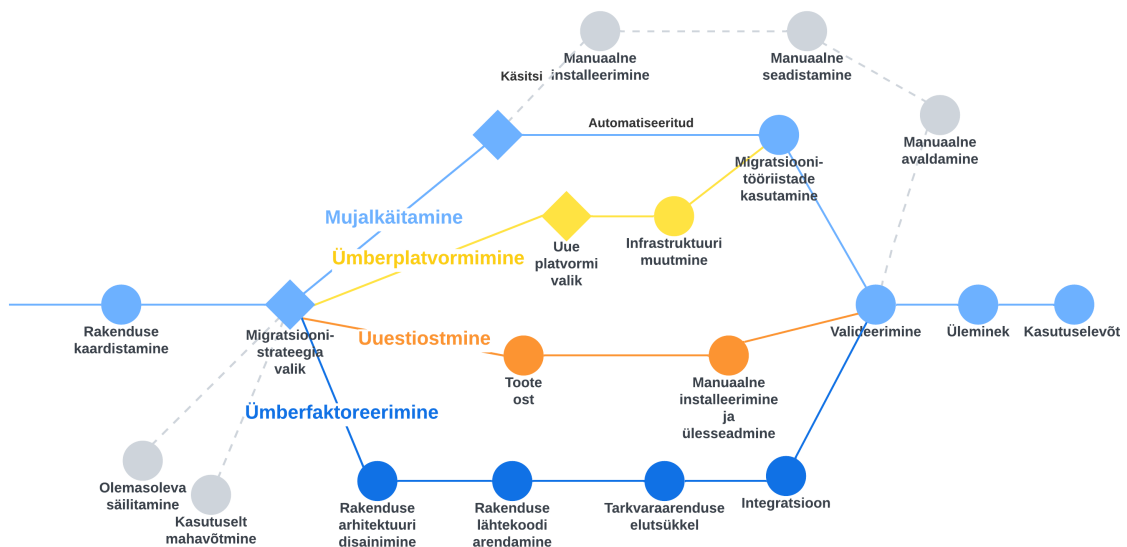 Manuaalne
installeerimine
Manuaalne
seadistamine
Käsitsi
Automatiseeritud
Manuaalne
avaldamine
Migratsiooni-
tööriistade
kasutamine
Mujalkäitamine
Ümberplatvormimine
Uue
platvormi
valik
Infrastruktuuri
muutmine
Rakenduse
kaardistamine
Migratsiooni-
strateegia
valik
Uuestiostmine
Toote
ost
Manuaalne
installeerimine
ja
ülesseadmine
Valideerimine
Üleminek
Kasutuselevõt
Ümberfaktoreerimine
Olemasoleva
säilitamine
Kasutuselt
mahavõtmine
Rakenduse
arhitektuuri
disainimine
Rakenduse
lähtekoodi
arendamine
Tarkvaraarenduse
elutsükkel
Integratsioon